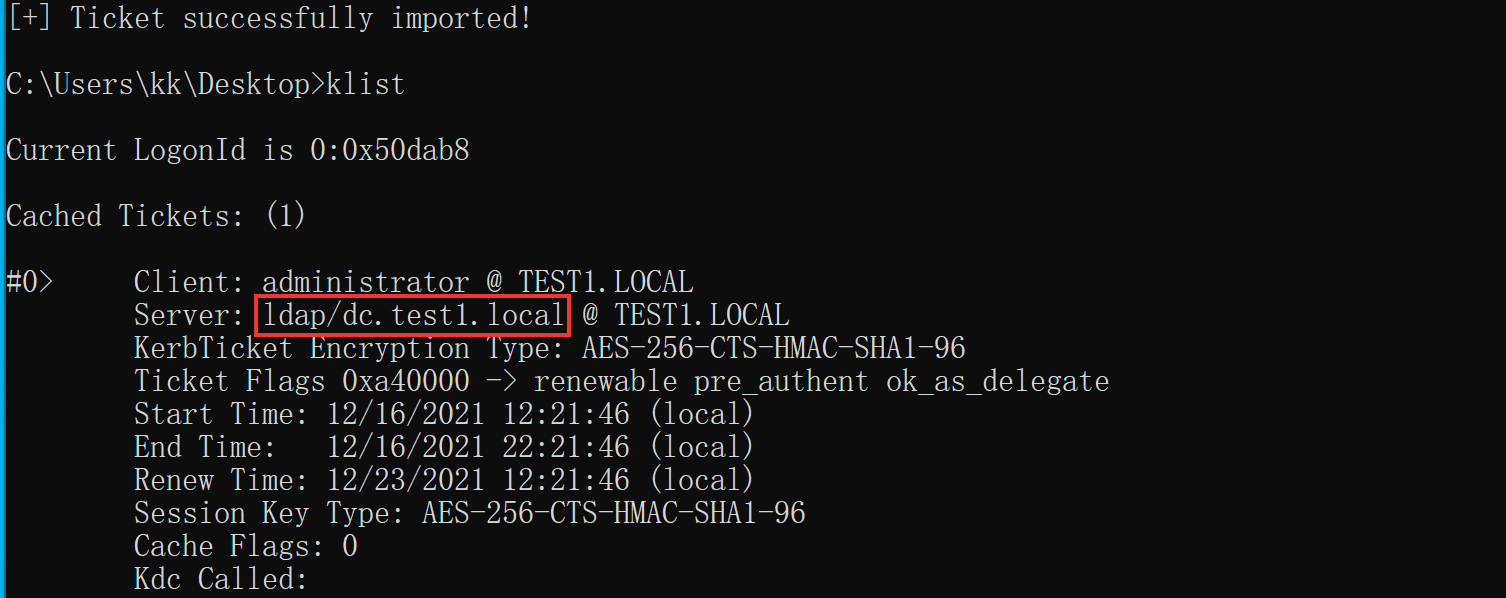 [+] Ticket successfully imported!
C:\Users\kk\Desktop>klist
Current LogonId is 0:0x50dab8
Cached Tickets: (1)
#0> Client: administrator @ TEST1.LOCAL
Server: ldap/dc.test1.local @ TEST1.LOCAL
KerbTicket Encryption Type: AES-256-CTS-HMAC-SHA1-96
Ticket Flags 0xa40000 -> renewable pre_authent ok_as_delegate
Start Time: 12/16/2021 12:21:46 (local)
End Time: 12/16/2021 22:21:46 (local)
Renew Time: 12/23/2021 12:21:46 (local)
Session Key Type: AES-256-CTS-HMAC-SHA1-96
Cache Flags: 0
Kdc Called: